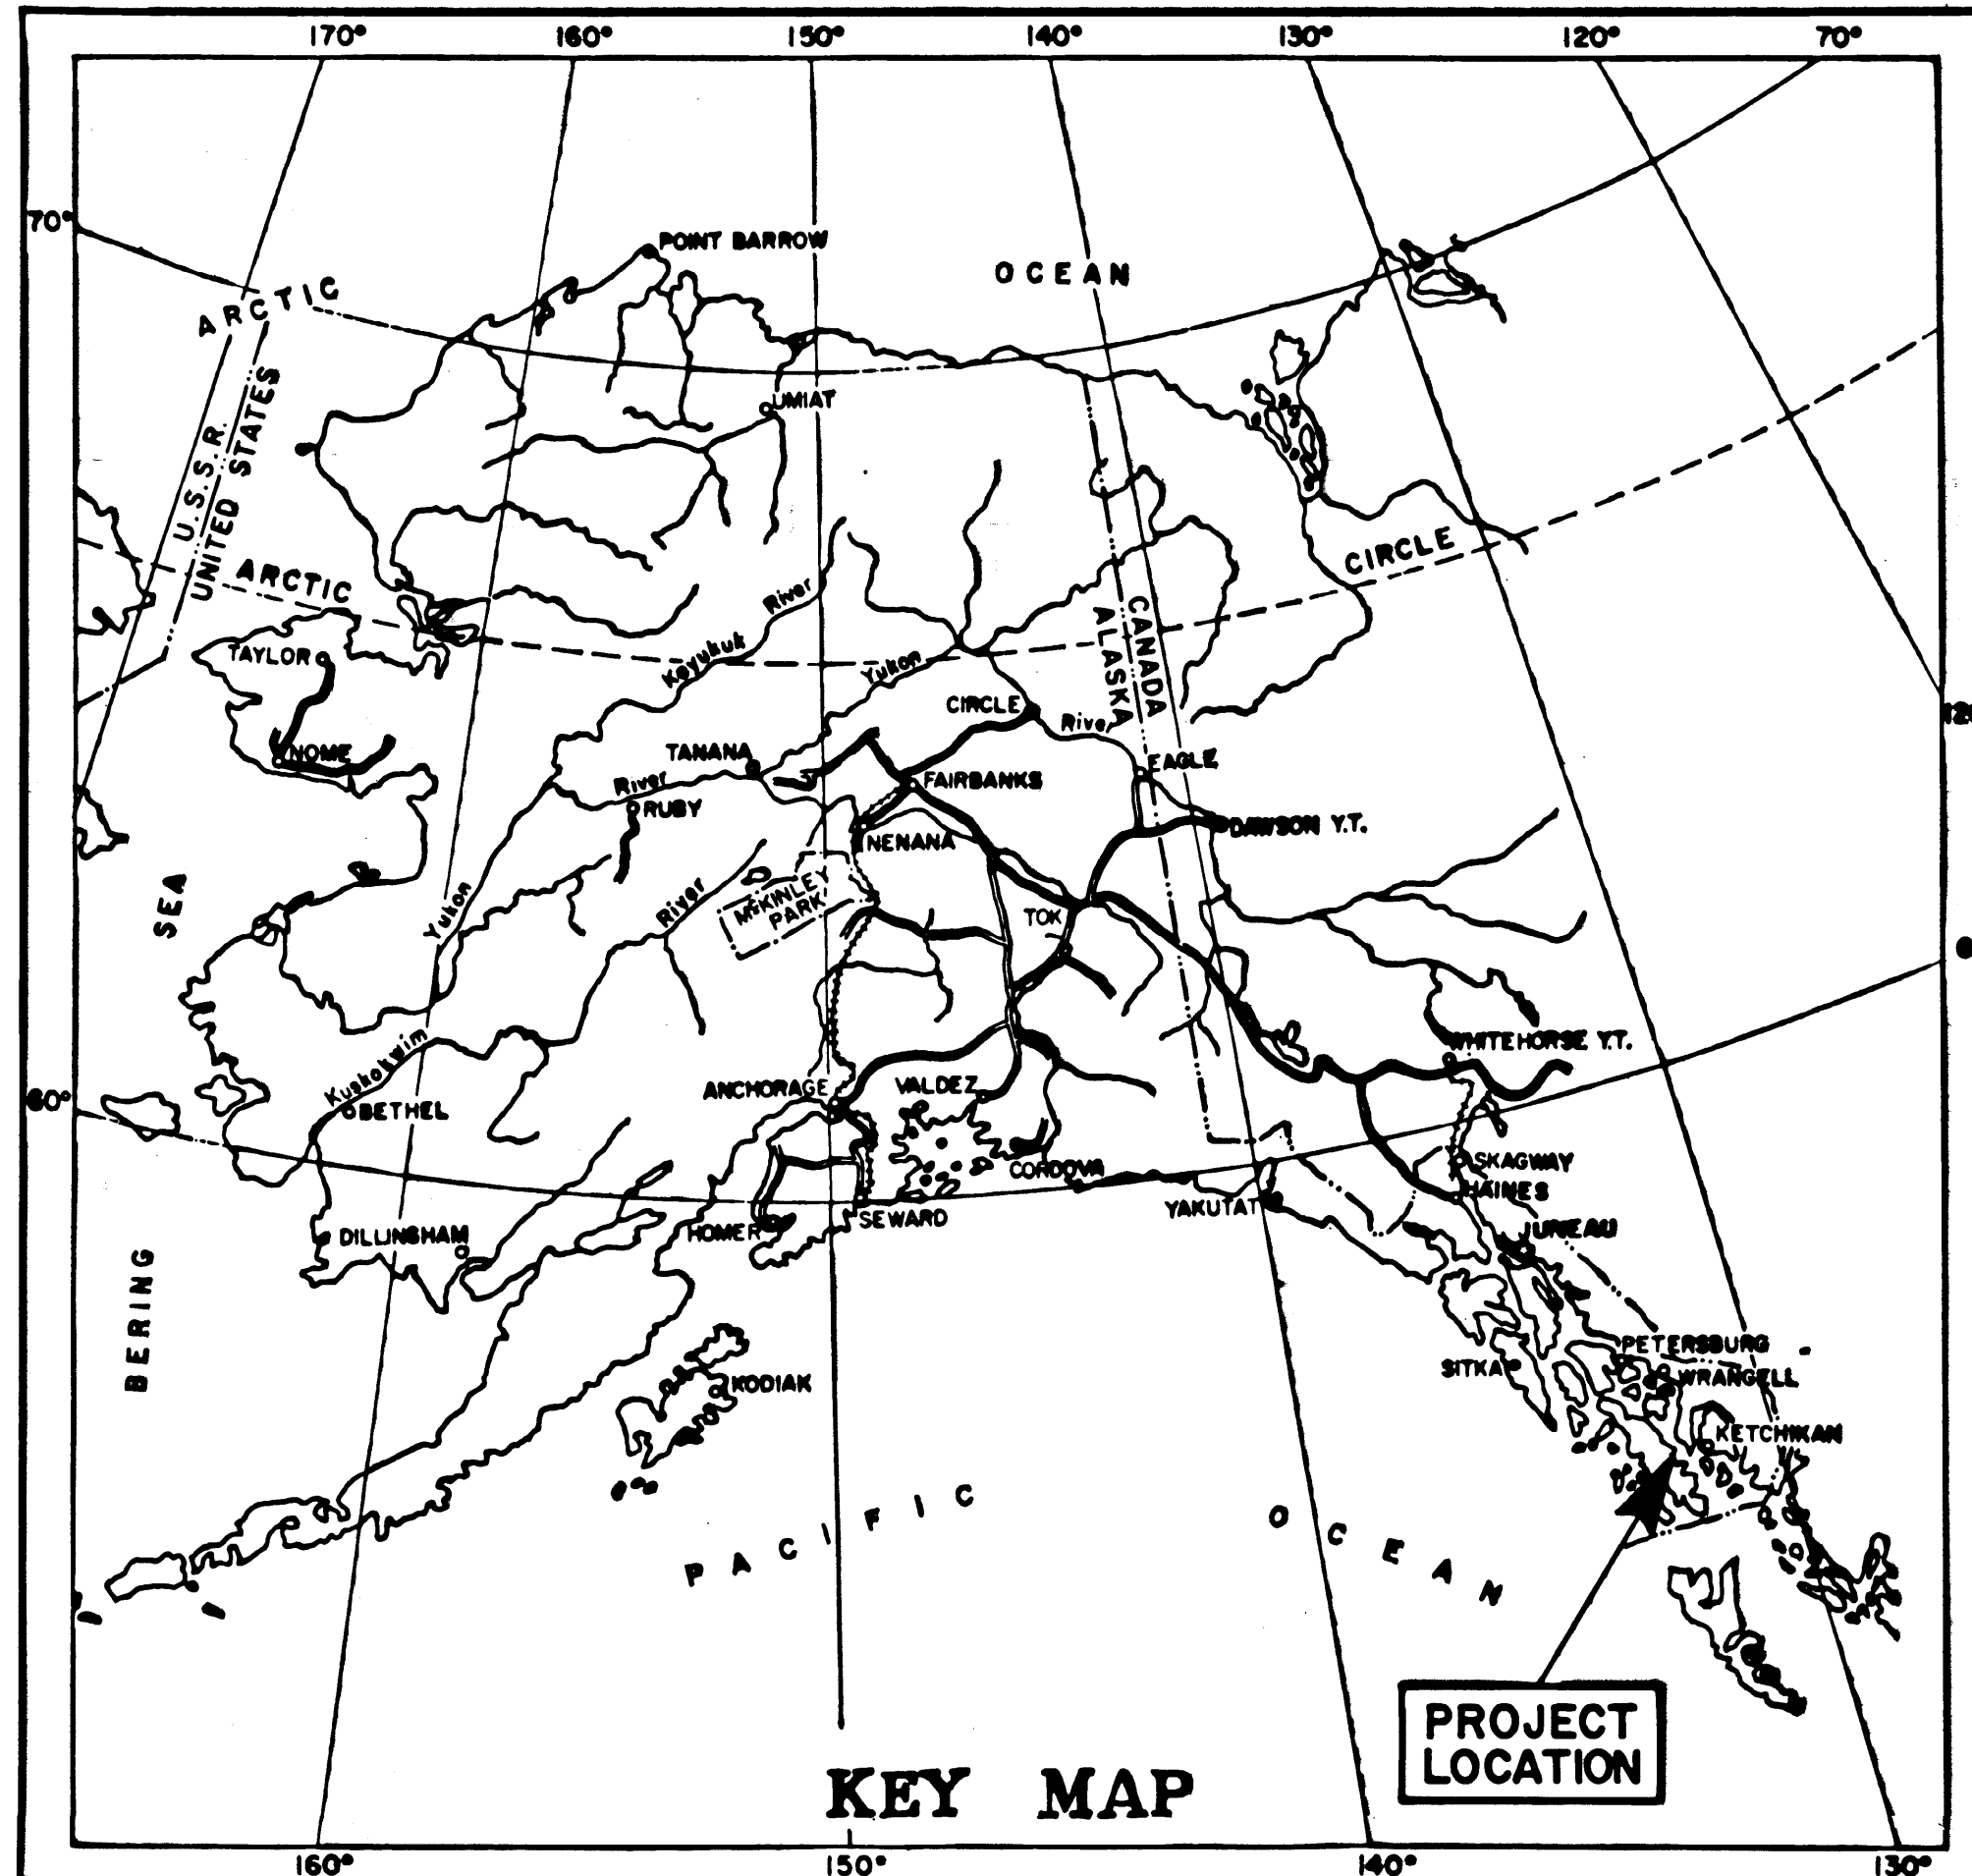 170° 160° 150° 140° 130° 120° 70°
70°
POINT BARROW
OCEAN
ARCTIC
UMIAT
U.S.S.R.
UNITED STATES
ARCTIC
CIRCLE
River
Koyukuk
CANADA
ALASKA
TAYLOR
Yukon
CIRCLE
NOME
TANANA
EAGLE
River
FAIRBANKS
RUBY
DAWSON Y.T.
NENANA
SEA
Yukon
River
McKINLEY
PARK
TOK
WHITEHORSE Y.T.
Kuskokwim
60°
ANCHORAGE
VALDEZ
BETHEL
CORDOVA
SKAGWAY
HAINES
YAKUTAT
SEWARD
HOMER
DILLINGHAM
JUNEAU
BERING
PETERSBURG
SITKA
WRANGELL
KODIAK
KETCHIKAN
PACIFIC OCEAN
PROJECT
LOCATION
KEY MAP
160° 150° 140° 130°